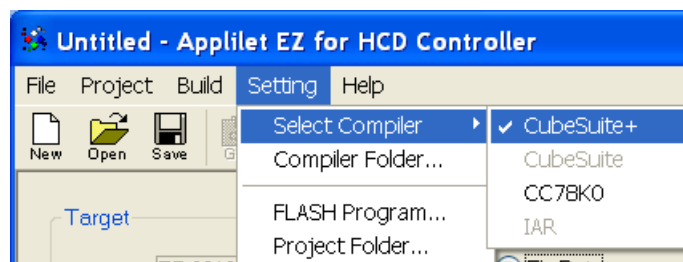 Untitled - Applilet EZ for HCD Controller
File Project Build Setting Help
New Open Save
Select Compiler
Compiler Folder...
FLASH Program...
Project Folder...
CubeSuite+
CubeSuite
CC78K0
IAR
Target